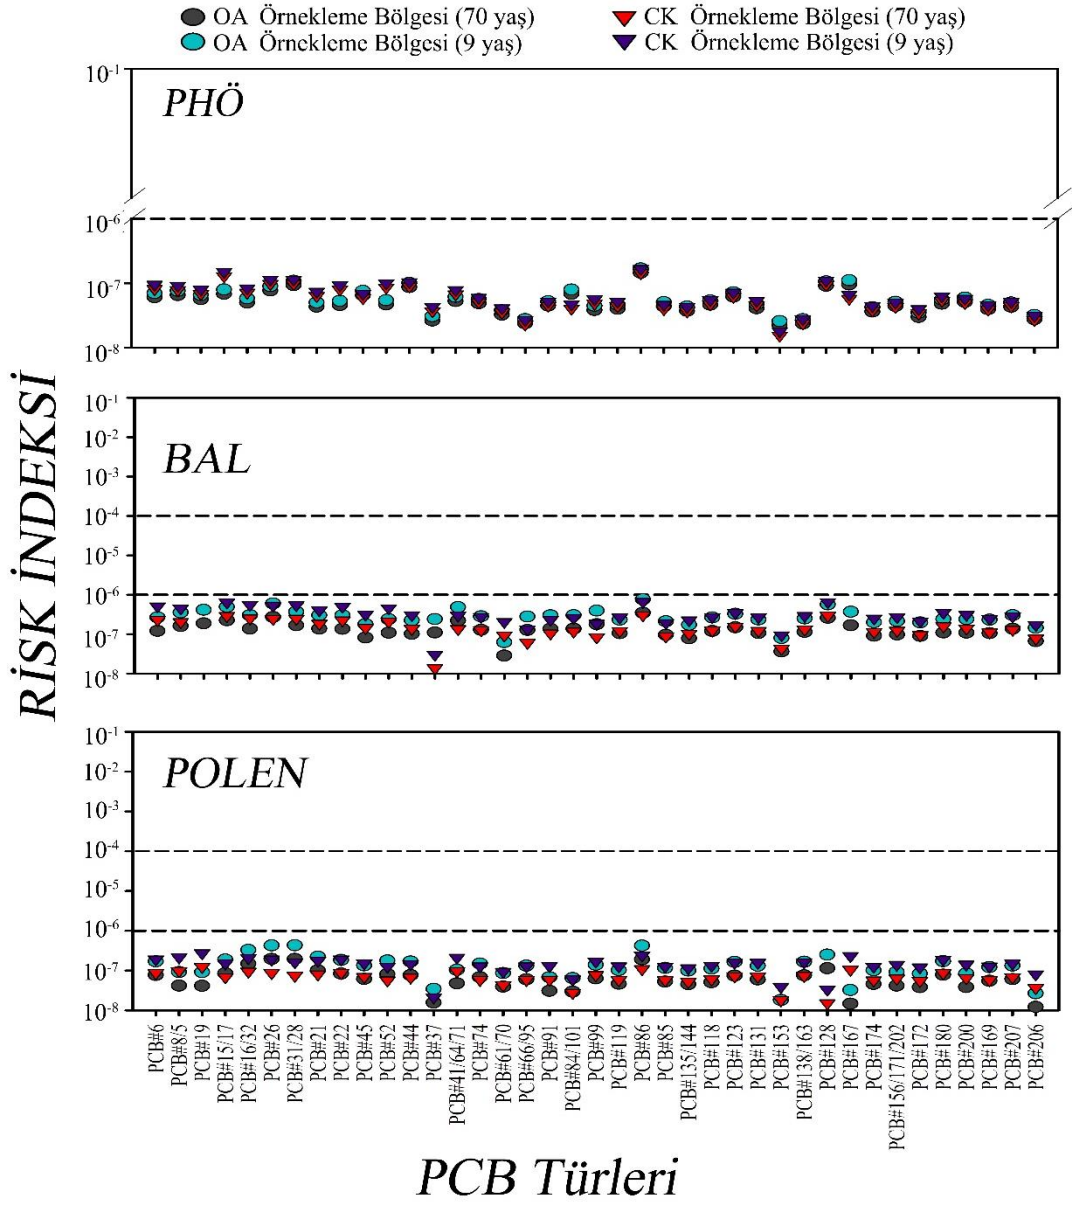 OA Örnekleme Bölgesi (70 yaş) CK Örnekleme Bölgesi (70 yaş)
OA Örnekleme Bölgesi (9 yaş) CK Örnekleme Bölgesi (9 yaş)
RİSK İNDEKSİ
PHÖ
10⁻¹
10⁻⁶
10⁻⁷
10⁻⁸
BAL
10⁻¹
10⁻²
10⁻³
10⁻⁴
10⁻⁵
10⁻⁶
10⁻⁷
10⁻⁸
POLEN
10⁻¹
10⁻²
10⁻³
10⁻⁴
10⁻⁵
10⁻⁶
10⁻⁷
10⁻⁸
PCB#6
PCB#8/5
PCB#19
PCB#15/17
PCB#16/32
PCB#26
PCB#31/28
PCB#21
PCB#22
PCB#45
PCB#52
PCB#44
PCB#37
PCB#41/64/71
PCB#74
PCB#61/70
PCB#66/95
PCB#91
PCB#84/101
PCB#99
PCB#119
PCB#86
PCB#85
PCB#135/144
PCB#118
PCB#123
PCB#131
PCB#153
PCB#138/163
PCB#128
PCB#167
PCB#174
PCB#156/171/202
PCB#172
PCB#180
PCB#200
PCB#169
PCB#207
PCB#206
PCB Türleri